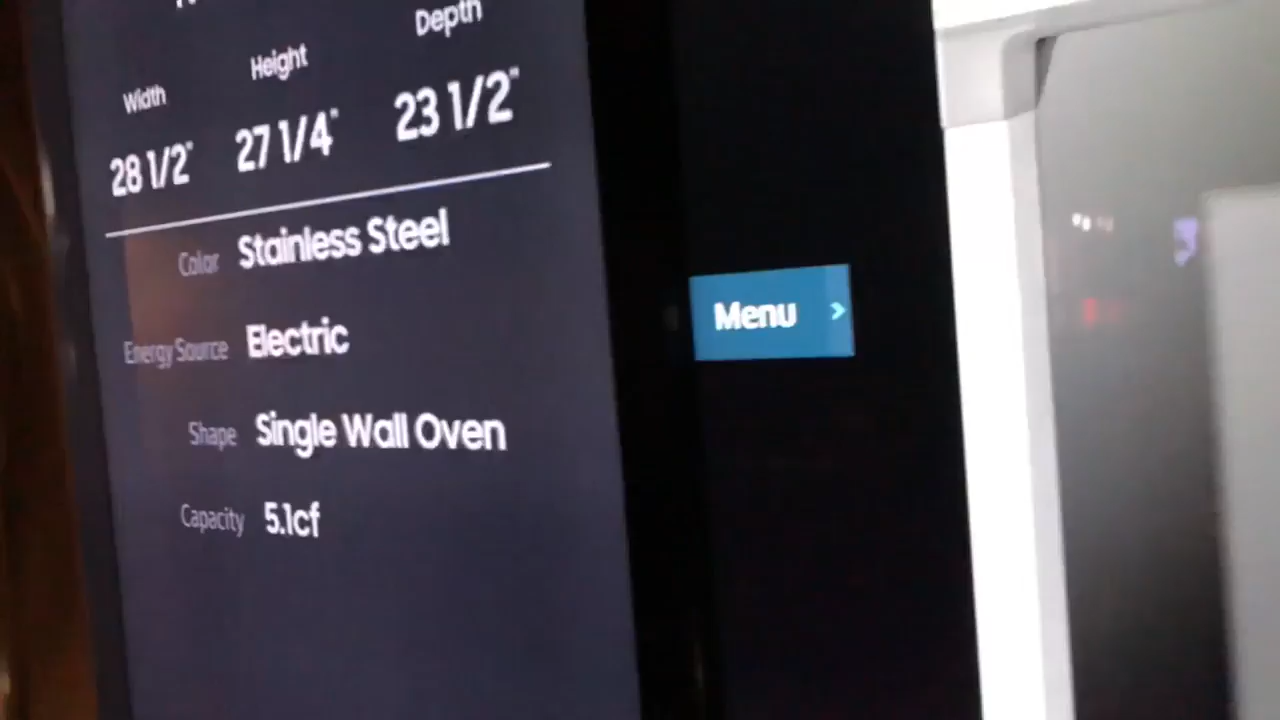 Width Height Depth
28 1/2" 27 1/4" 23 1/2"
Color Stainless Steel
Energy Source Electric
Shape Single Wall Oven
Capacity 5.1cf
Menu >